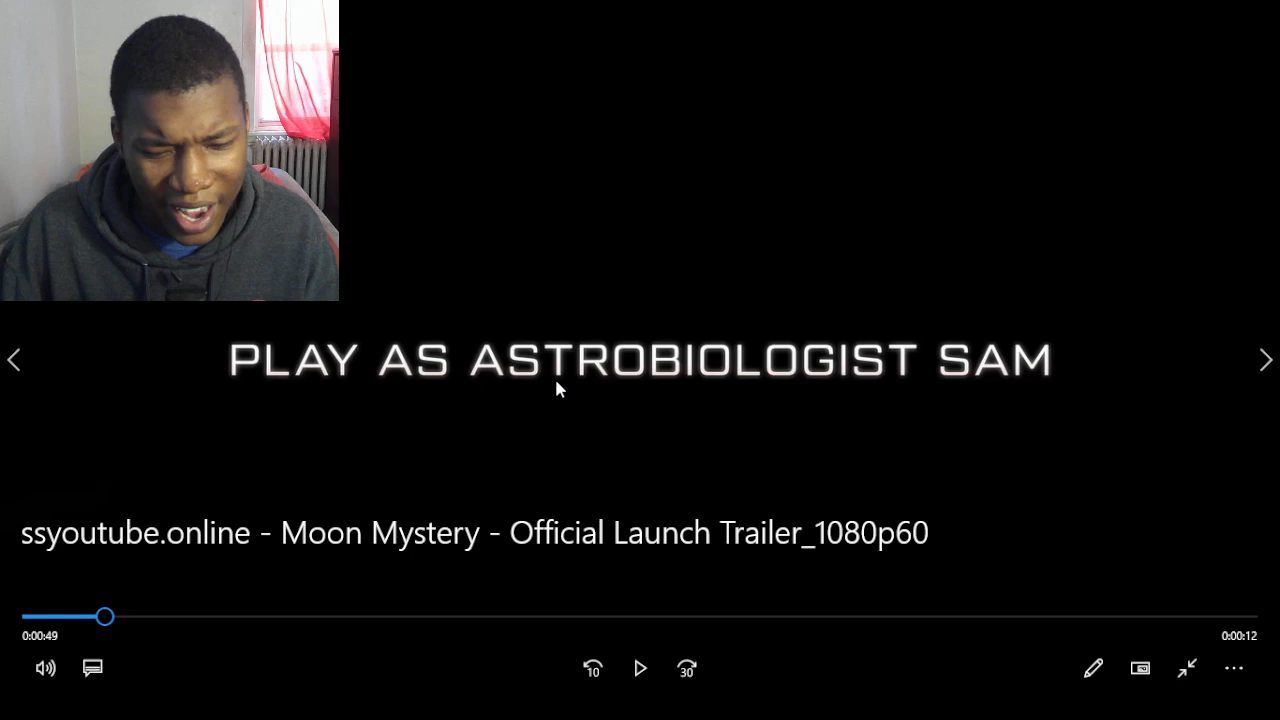 PLAY AS ASTROBIOLOGIST SAM
ssyoutube.online - Moon Mystery - Official Launch Trailer_1080p60
0:00:49
0:00:12
10
30